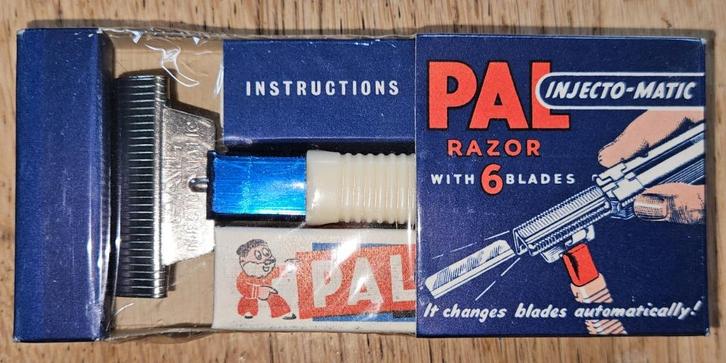 INSTRUCTIONS
PAL
INJECTO-MATIC
RAZOR
WITH 6 BLADES
It changes blades automatically!
PAL